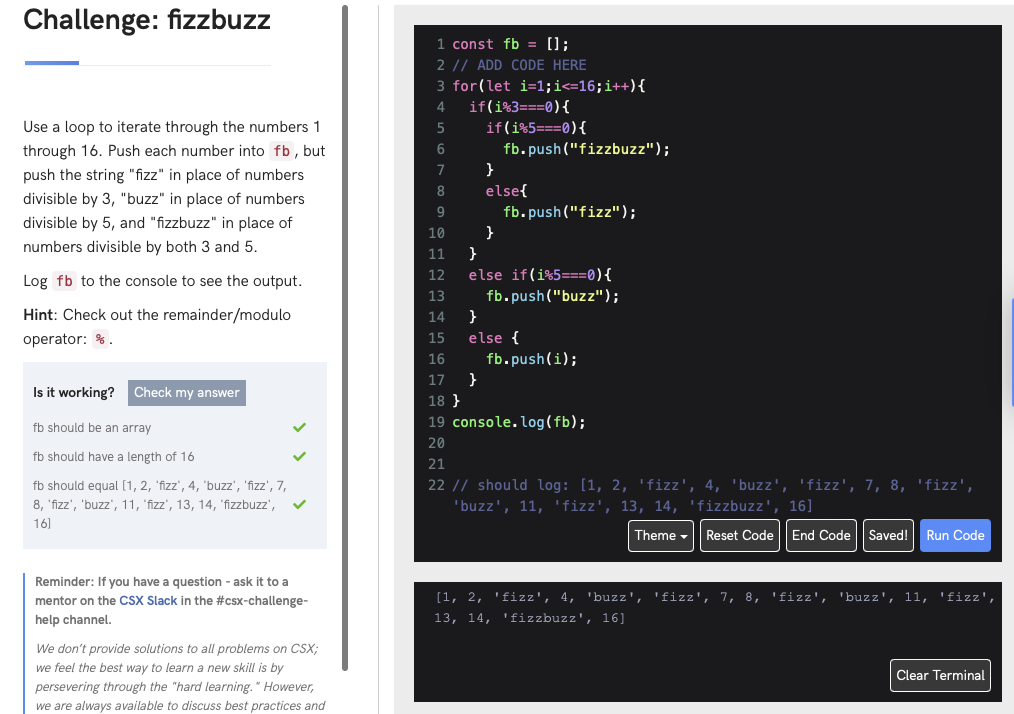 Challenge: fizzbuzz
Use a loop to iterate through the numbers 1
through 16. Push each number into fb, but
push the string "fizz" in place of numbers
divisible by 3, "buzz" in place of numbers
divisible by 5, and "fizzbuzz" in place of
numbers divisible by both 3 and 5.
Log fb to the console to see the output.
Hint: Check out the remainder/modulo
operator: %.
Is it working? Check my answer
fb should be an array
fb should have a length of 16
fb should equal [1, 2, 'fizz', 4, 'buzz', 'fizz', 7,
8, 'fizz', 'buzz', 11, 'fizz', 13, 14, 'fizzbuzz',
16]
Reminder: If you have a question - ask it to a
mentor on the CSX Slack in the #csx-challenge-
help channel.
We don't provide solutions to all problems on CSX;
we feel the best way to learn a new skill is by
persevering through the "hard learning." However,
we are always available to discuss best practices and
1 const fb = [];
2 // ADD CODE HERE
3 for(let i=1;i<=16;i++){
4 if(i%3===0){
5 if(i%5===0){
6 fb.push("fizzbuzz");
7 }
8 else{
9 fb.push("fizz");
10 }
11 }
12 else if(i%5===0){
13 fb.push("buzz");
14 }
15 else {
16 fb.push(i);
17 }
18 }
19 console.log(fb);
20
21
22 // should log: [1, 2, 'fizz', 4, 'buzz', 'fizz', 7, 8, 'fizz',
'buzz', 11, 'fizz', 13, 14, 'fizzbuzz', 16]
Theme Reset Code End Code Saved! Run Code
[1, 2, 'fizz', 4, 'buzz', 'fizz', 7, 8, 'fizz', 'buzz', 11, 'fizz',
13, 14, 'fizzbuzz', 16]
Clear Terminal